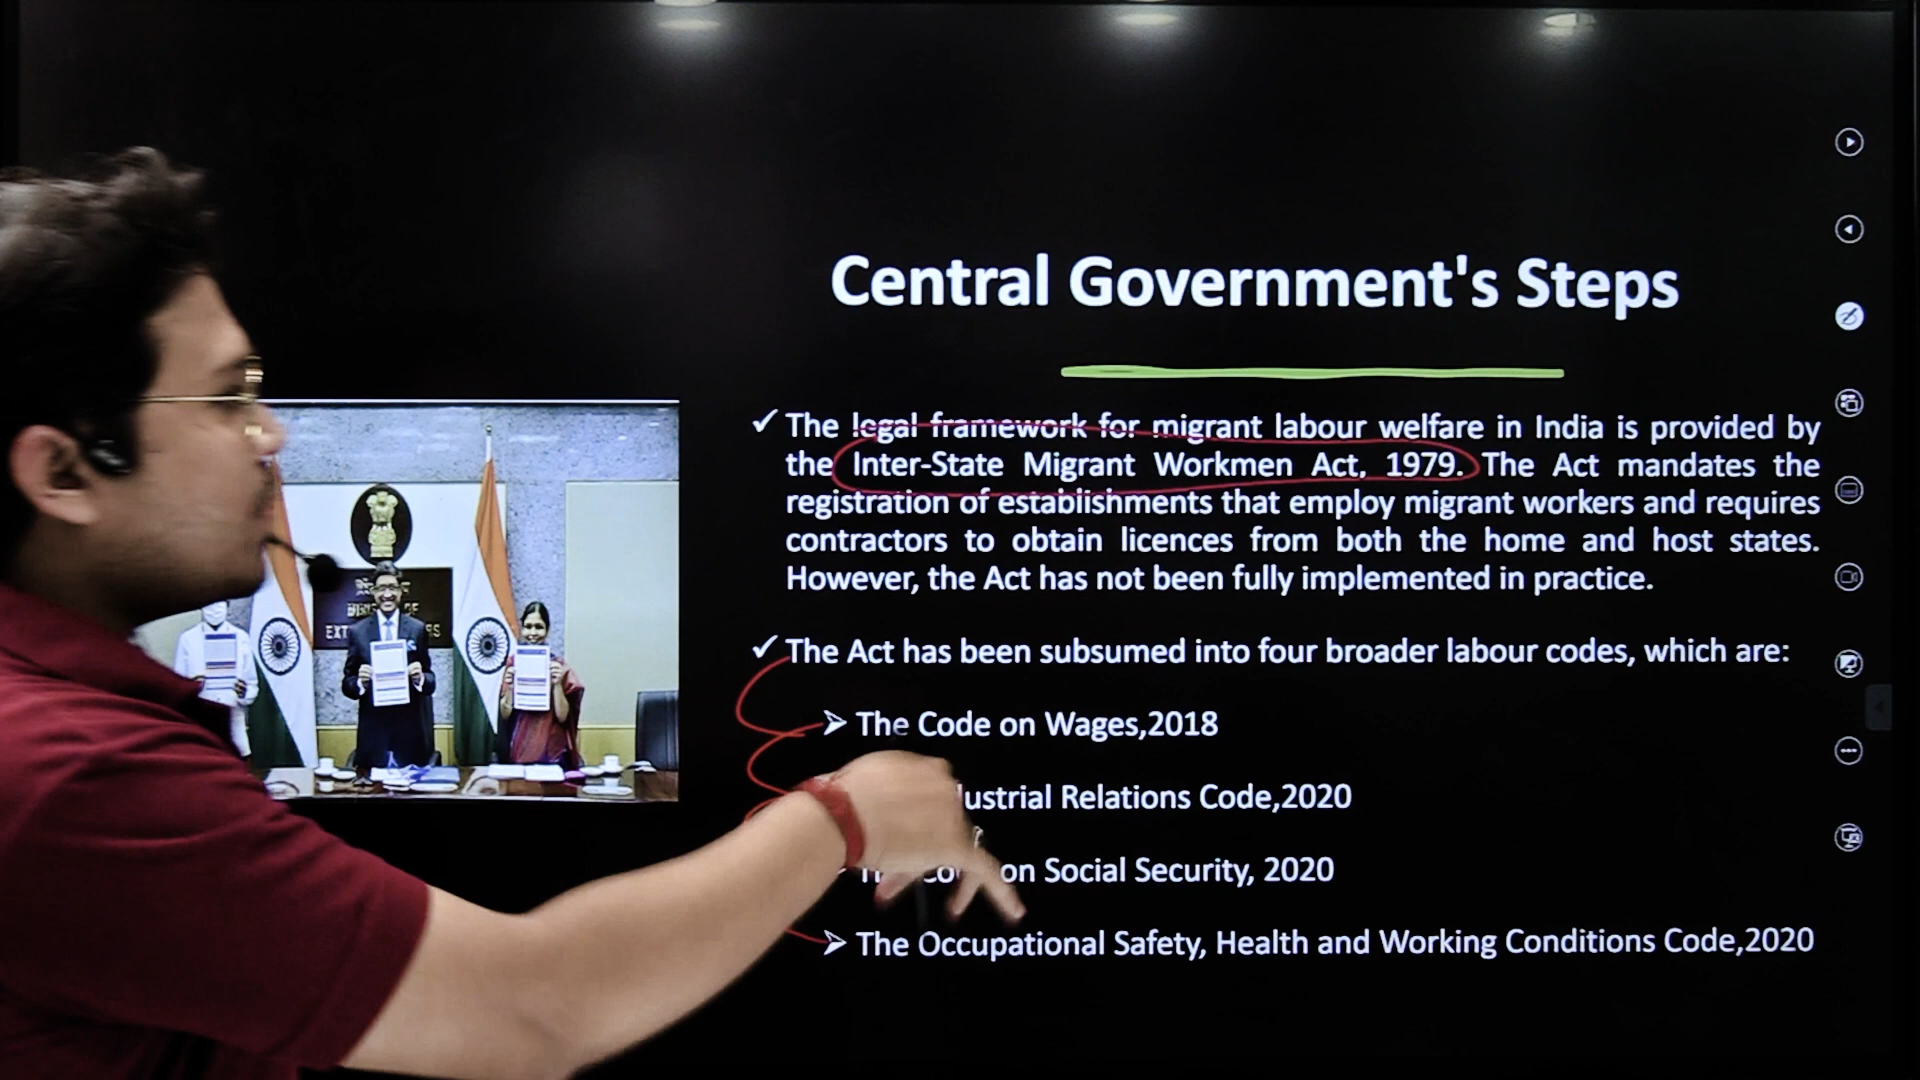 Central Government's Steps
The legal framework for migrant labour welfare in India is provided by
the Inter-State Migrant Workmen Act, 1979. The Act mandates the
registration of establishments that employ migrant workers and requires
contractors to obtain licences from both the home and host states.
However, the Act has not been fully implemented in practice.
The Act has been subsumed into four broader labour codes, which are:
The Code on Wages,2018
Relations Code,2020
on Social Security, 2020
The Occupational Safety, Health and Working Conditions Code,2020
OF